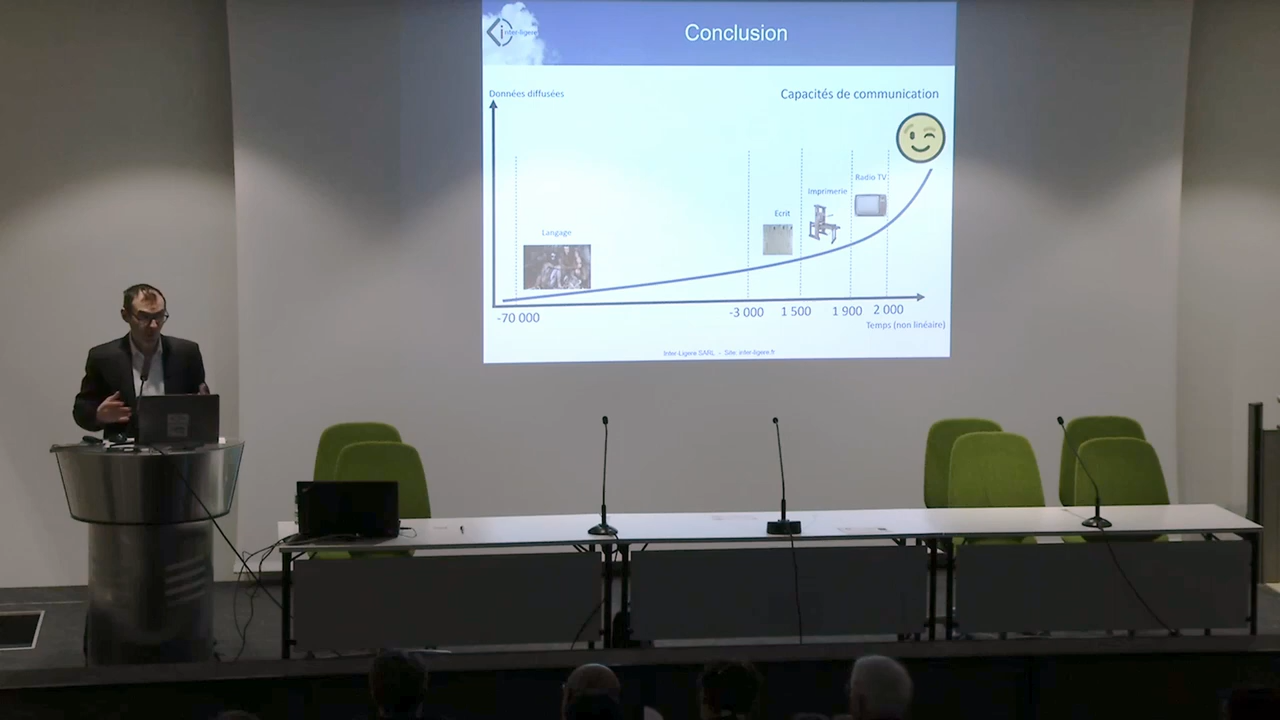 inter-ligere
Conclusion
Données diffusées
Capacités de communication
Radio TV
Imprimerie
Ecrit
Langage
-70 000
-3 000
1 500
1 900
2 000
Temps (non linéaire)
Inter-Ligere SARL - Site: inter-ligere.fr